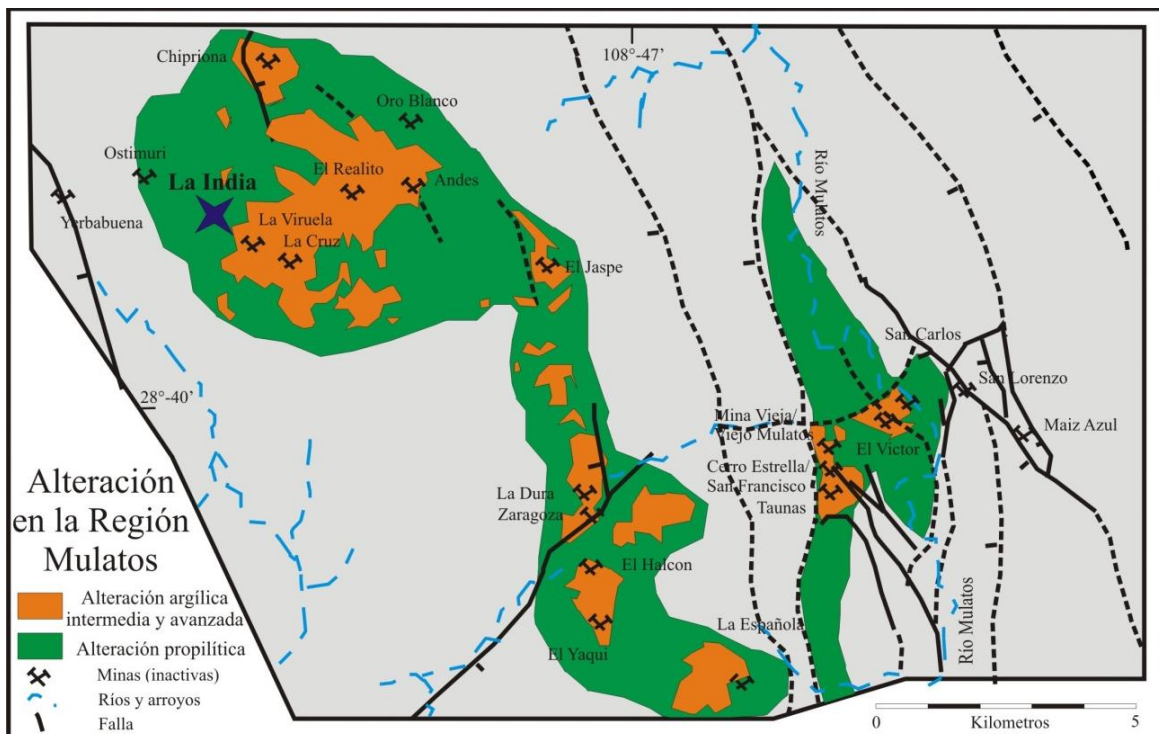 108°-47'
Chipriona
Oro Blanco
Ostimuri
El Realito
Andes
La India
Yerbabuena
La Viruela
La Cruz
El Jaspe
Río Mulatos
San Carlos
San Lorenzo
28°-40'
Mina Vieja/
Viejo Mulatos
Maiz Azul
El Victor
Cerro Estrella/
San Francisco
Taunas
La Dura
Zaragoza
El Halcon
La Española
El Yaqui
Río Mulatos
Alteración
en la Región
Mulatos
Alteración argílica
intermedia y avanzada
Alteración propilítica
Minas (inactivas)
Ríos y arroyos
Falla
0 Kilometros 5